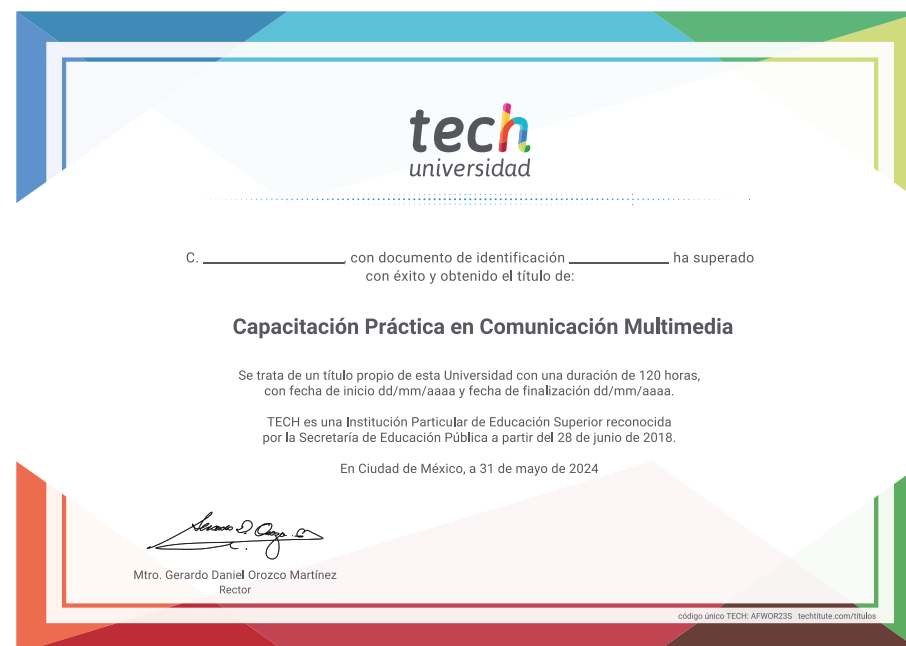 tech
universidad
C. ____________, con documento de identificación ____________ ha superado
con éxito y obtenido el título de:
Capacitación Práctica en Comunicación Multimedia
Se trata de un título propio de esta Universidad con una duración de 120 horas,
con fecha de inicio dd/mm/aaaa y fecha de finalización dd/mm/aaaa.
TECH es una Institución Particular de Educación Superior reconocida
por la Secretaría de Educación Pública a partir del 28 de junio de 2018.
En Ciudad de México, a 31 de mayo de 2024
Mtro. Gerardo Daniel Orozco Martínez
Rector
código único TECH: AFWOR23S techtitute.com/titulos